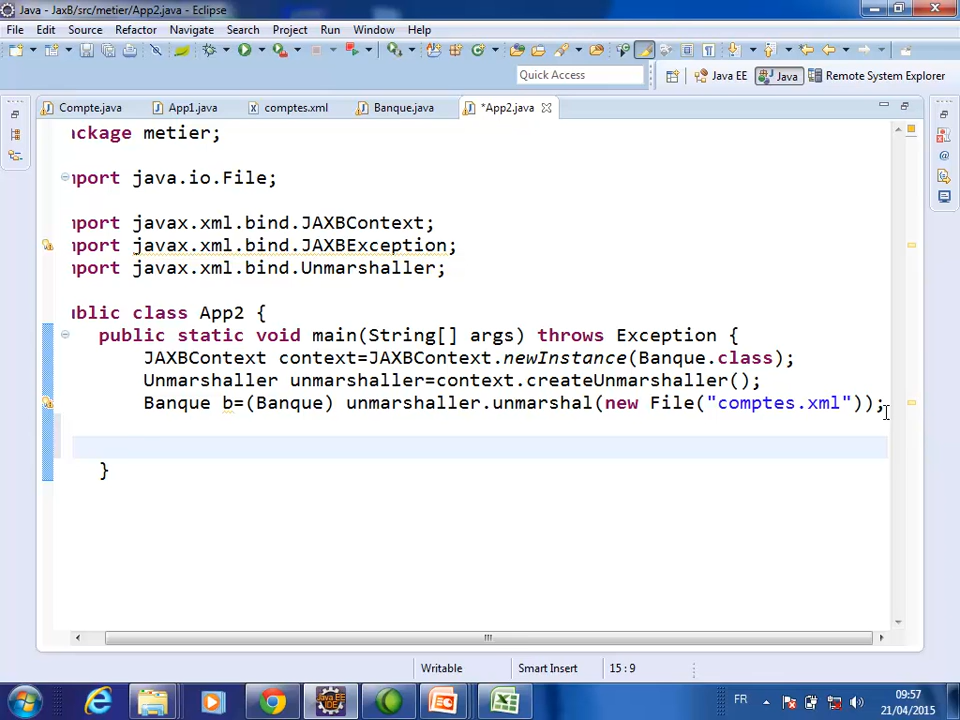 Java - JaxB/src/metier/App2.java - Eclipse
File Edit Source Refactor Navigate Search Project Run Window Help
Quick Access
Java EE Java Remote System Explorer
Compte.java App1.java comptes.xml Banque.java *App2.java
ackage metier;
port java.io.File;
port javax.xml.bind.JAXBContext;
port javax.xml.bind.JAXBException;
port javax.xml.bind.Unmarshaller;
ublic class App2 {
public static void main(String[] args) throws Exception {
JAXBContext context=JAXBContext.newInstance(Banque.class);
Unmarshaller unmarshaller=context.createUnmarshaller();
Banque b=(Banque) unmarshaller.unmarshal(new File("comptes.xml"));
}
Writable Smart Insert 15 : 9
FR
09:57
21/04/2015